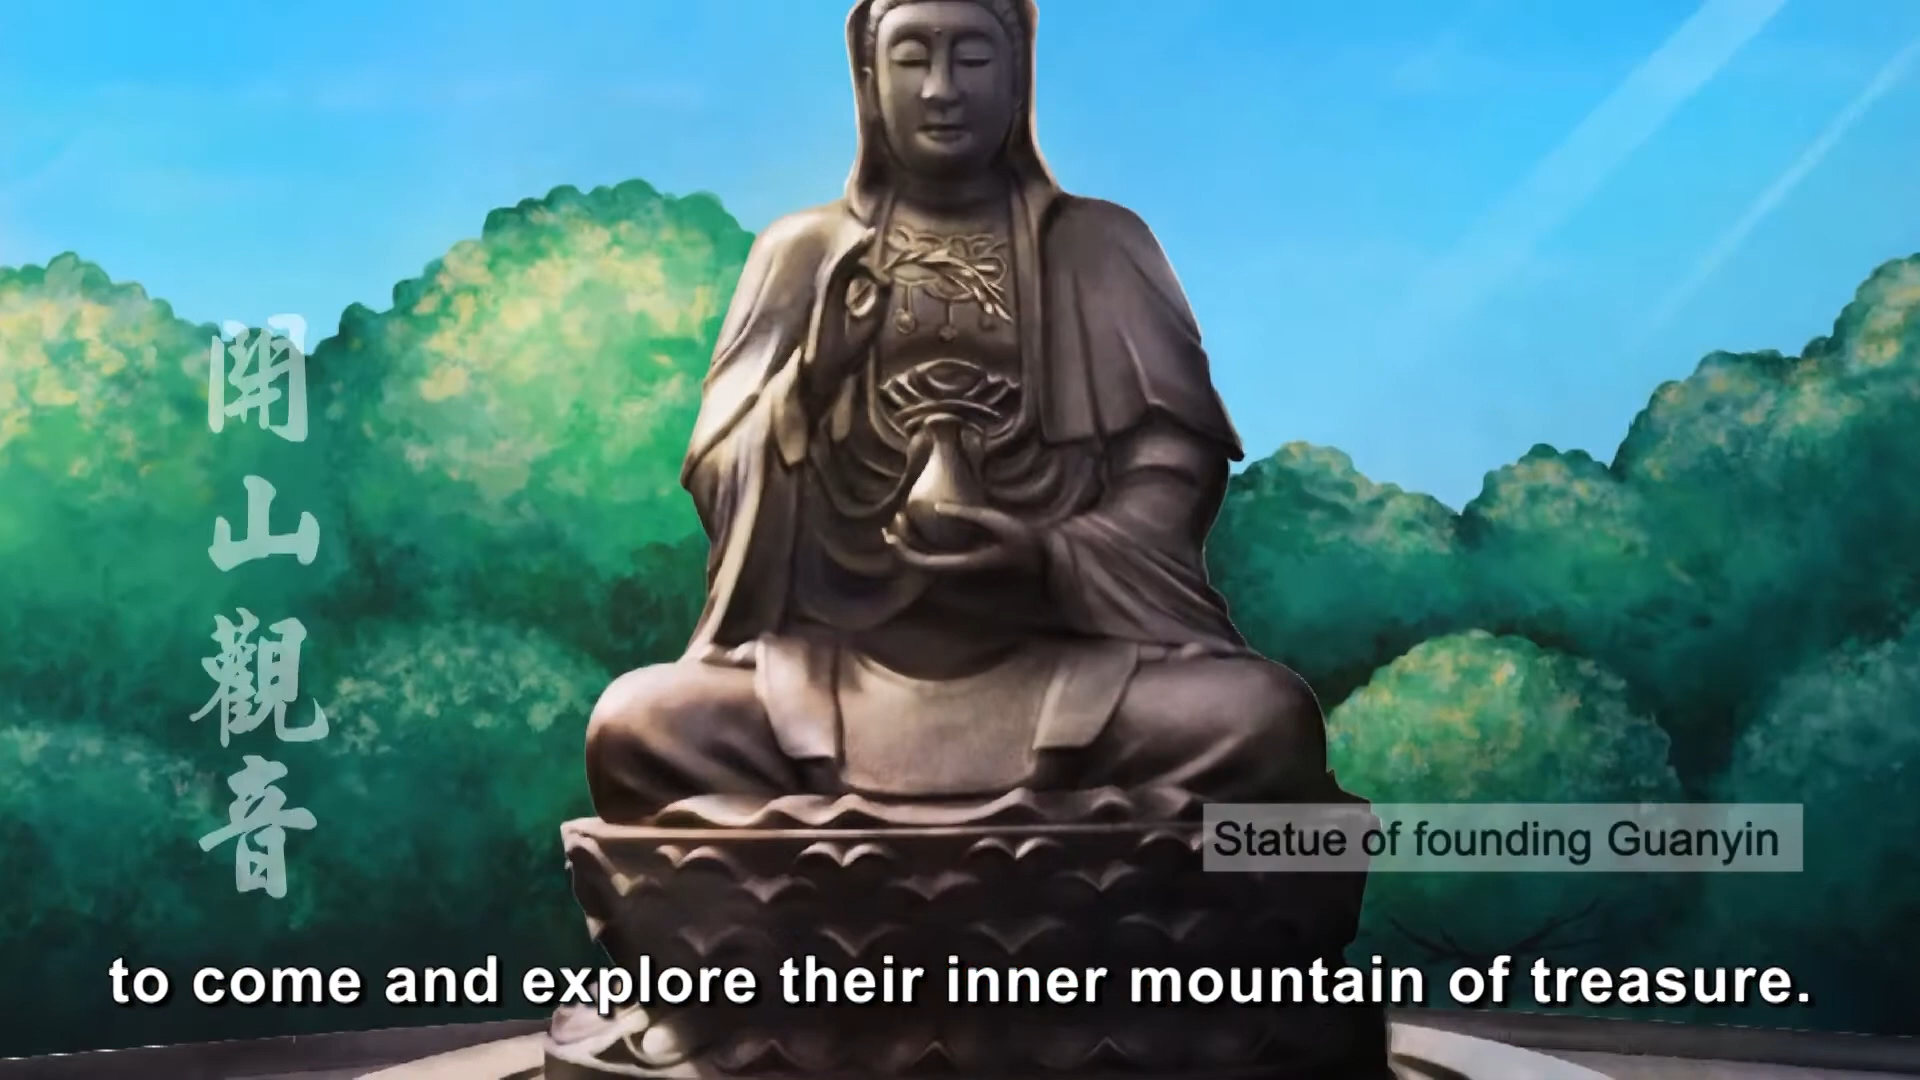 開山觀音
Statue of founding Guanyin
to come and explore their inner mountain of treasure.